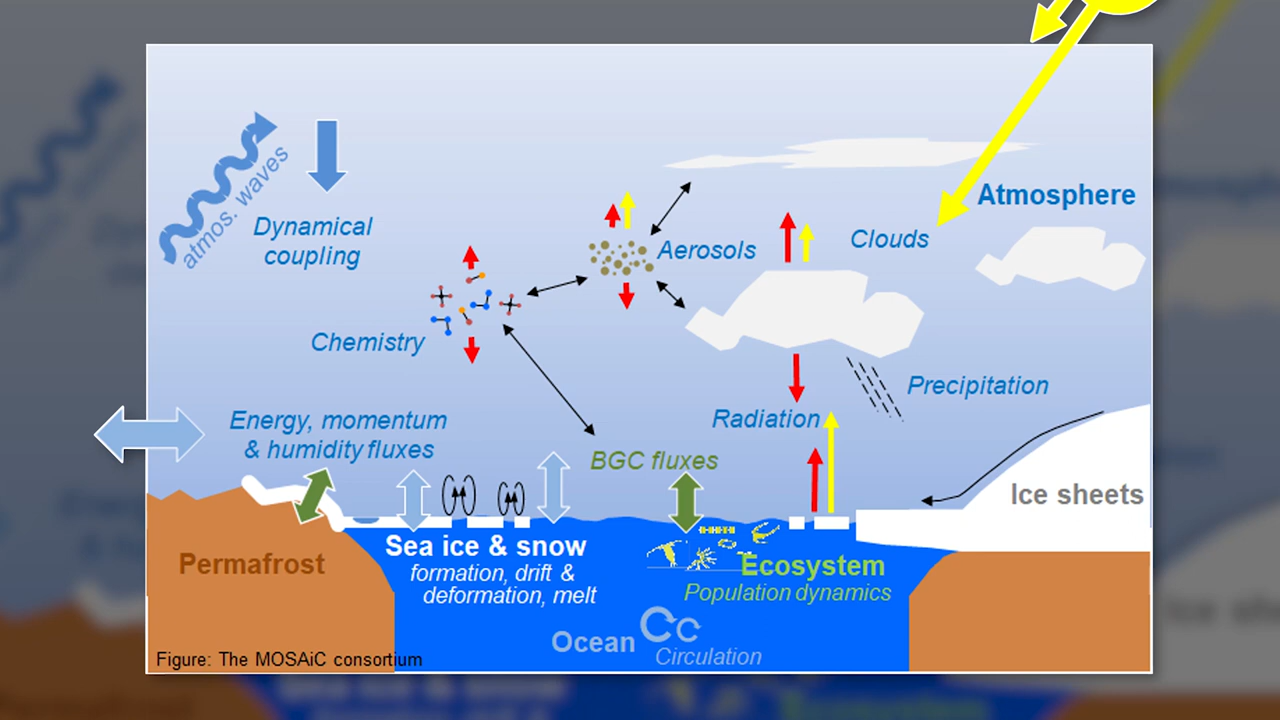 atmos. waves
Dynamical
coupling
Atmosphere
Aerosols
Clouds
Chemistry
Precipitation
Energy, momentum
& humidity fluxes
Radiation
BGC fluxes
Ice sheets
Permafrost
Sea ice & snow
formation, drift &
deformation, melt
Ecosystem
Population dynamics
Ocean
Circulation
Figure: The MOSAiC consortium